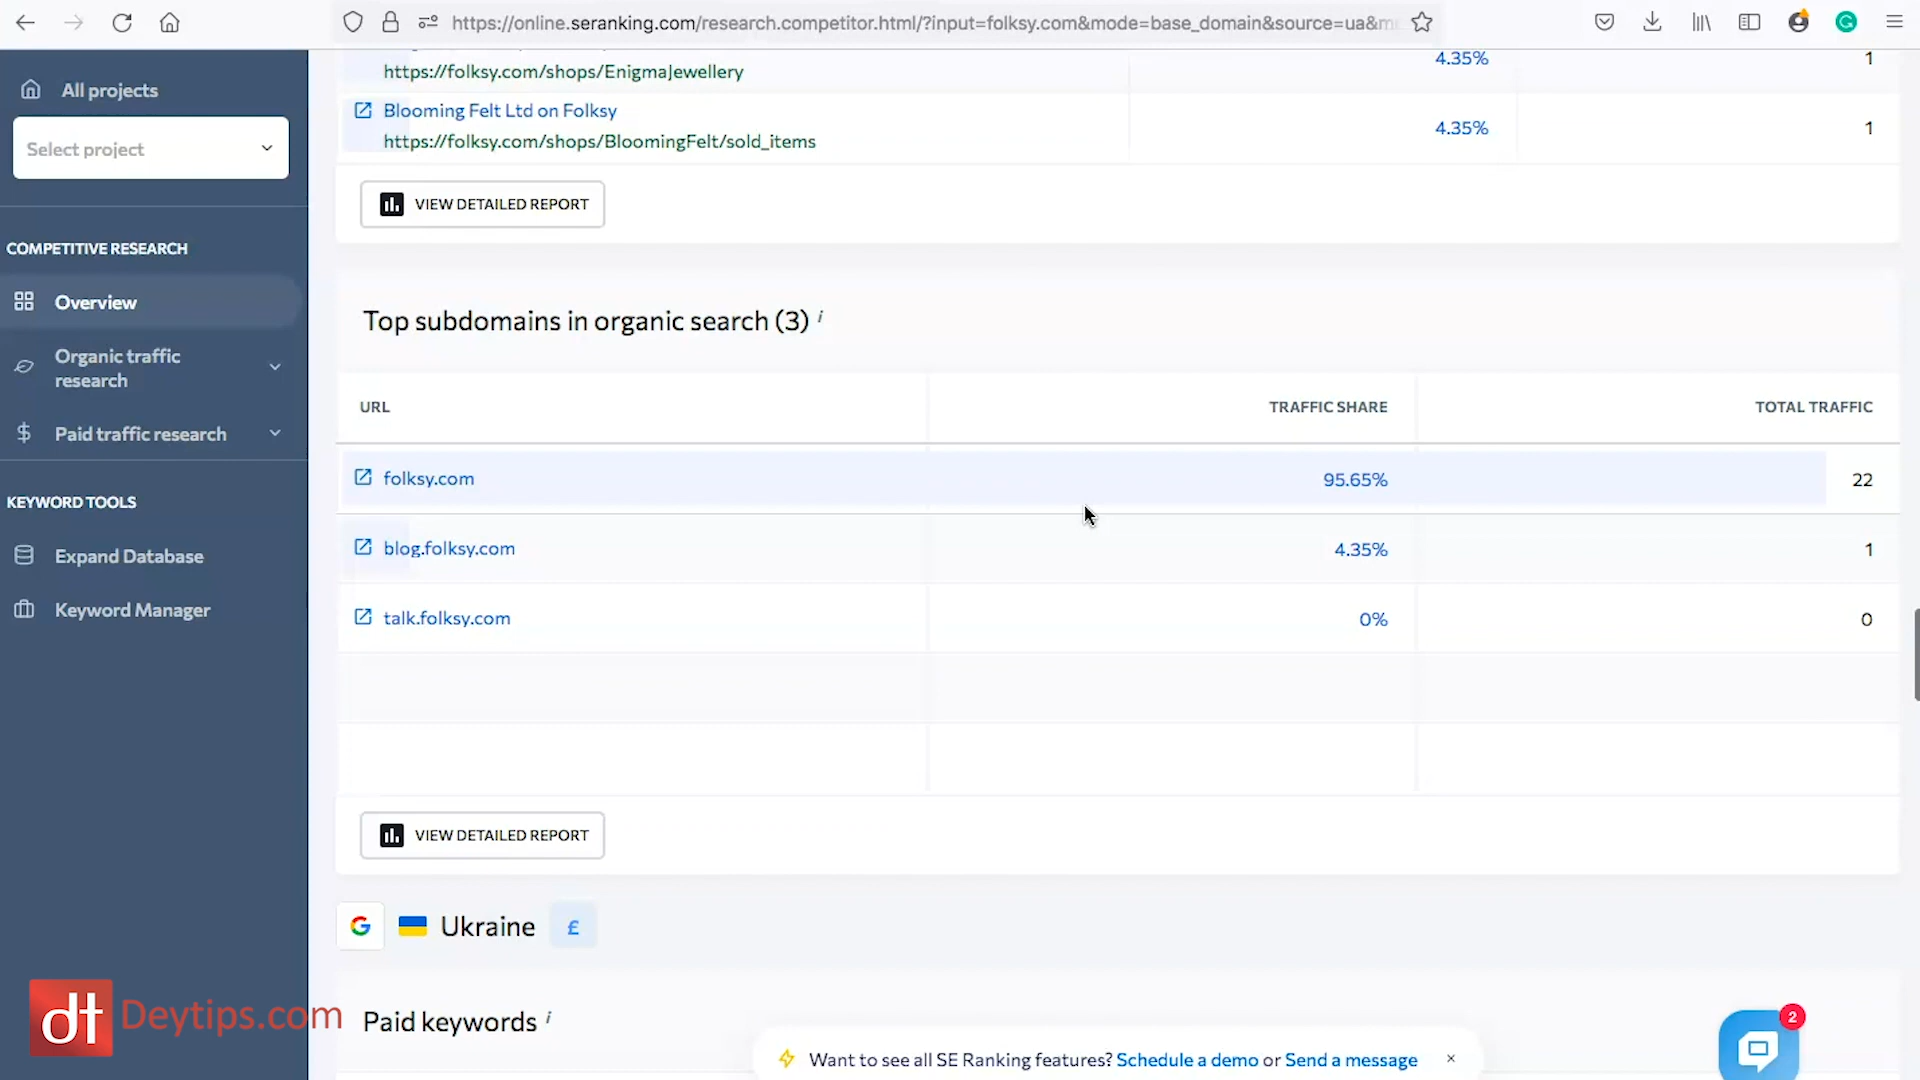 https://online.seranking.com/research.competitor.html/?input=folksy.com&mode=base_domain&source=ua&m
All projects
Select project
COMPETITIVE RESEARCH
Overview
Organic traffic
research
Paid traffic research
KEYWORD TOOLS
Expand Database
Keyword Manager
https://folksy.com/shops/EnigmaJewellery
4.35% 1
Blooming Felt Ltd on Folksy
https://folksy.com/shops/BloomingFelt/sold_items
4.35% 1
VIEW DETAILED REPORT
Top subdomains in organic search (3) i
URL TRAFFIC SHARE TOTAL TRAFFIC
folksy.com 95.65% 22
blog.folksy.com 4.35% 1
talk.folksy.com 0% 0
VIEW DETAILED REPORT
G Ukraine £
Paid keywords i
dt Deytips.com
Want to see all SE Ranking features? Schedule a demo or Send a message ×
2